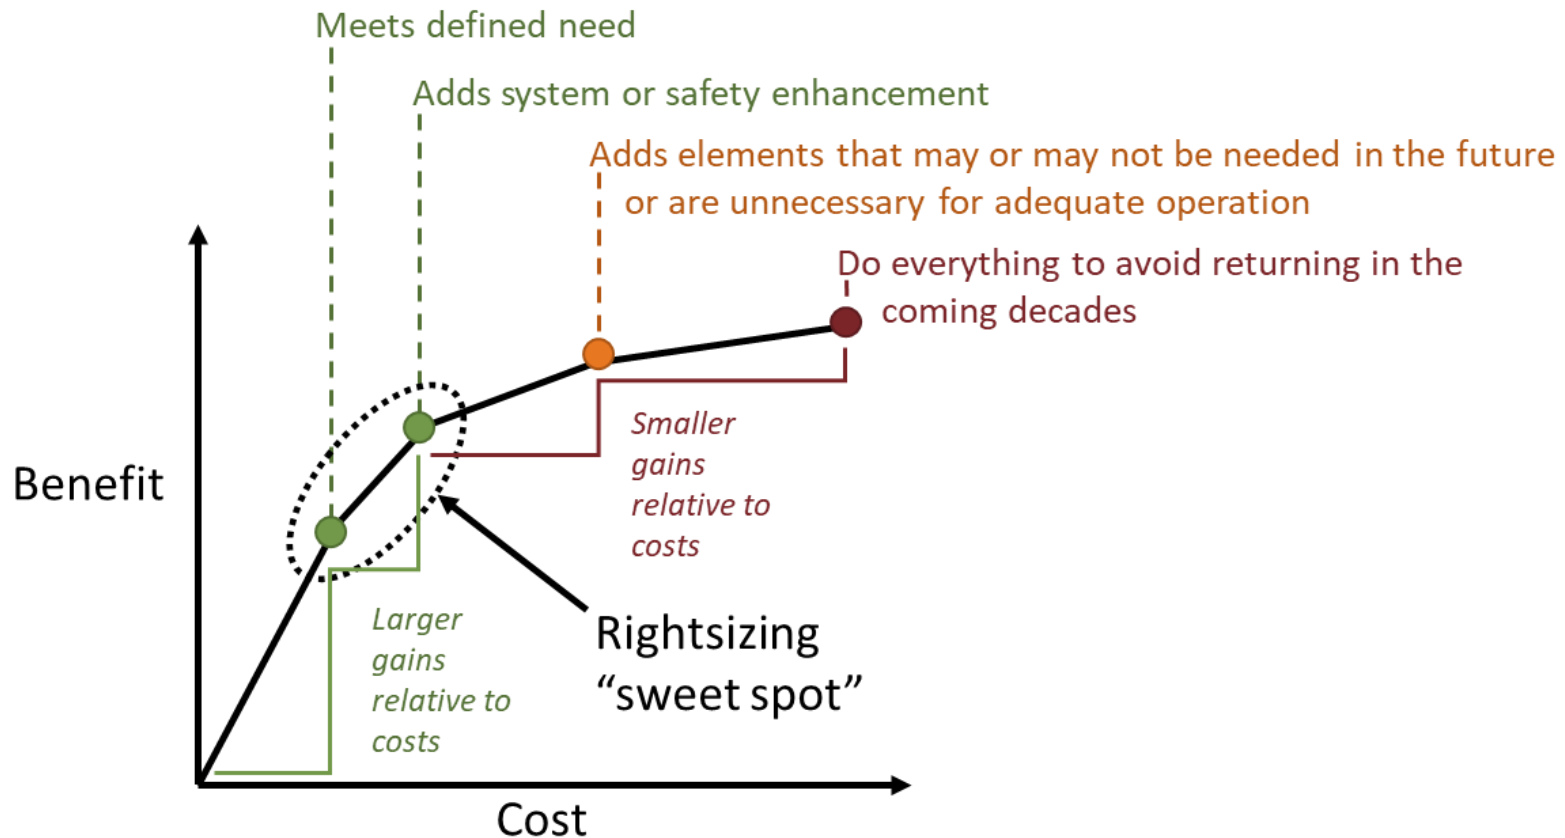 Meets defined need
Adds system or safety enhancement
Adds elements that may or may not be needed in the future
or are unnecessary for adequate operation
Do everything to avoid returning in the
coming decades
Benefit
Smaller
gains
relative to
costs
Larger
gains
relative to
costs
Rightsizing
“sweet spot”
Cost